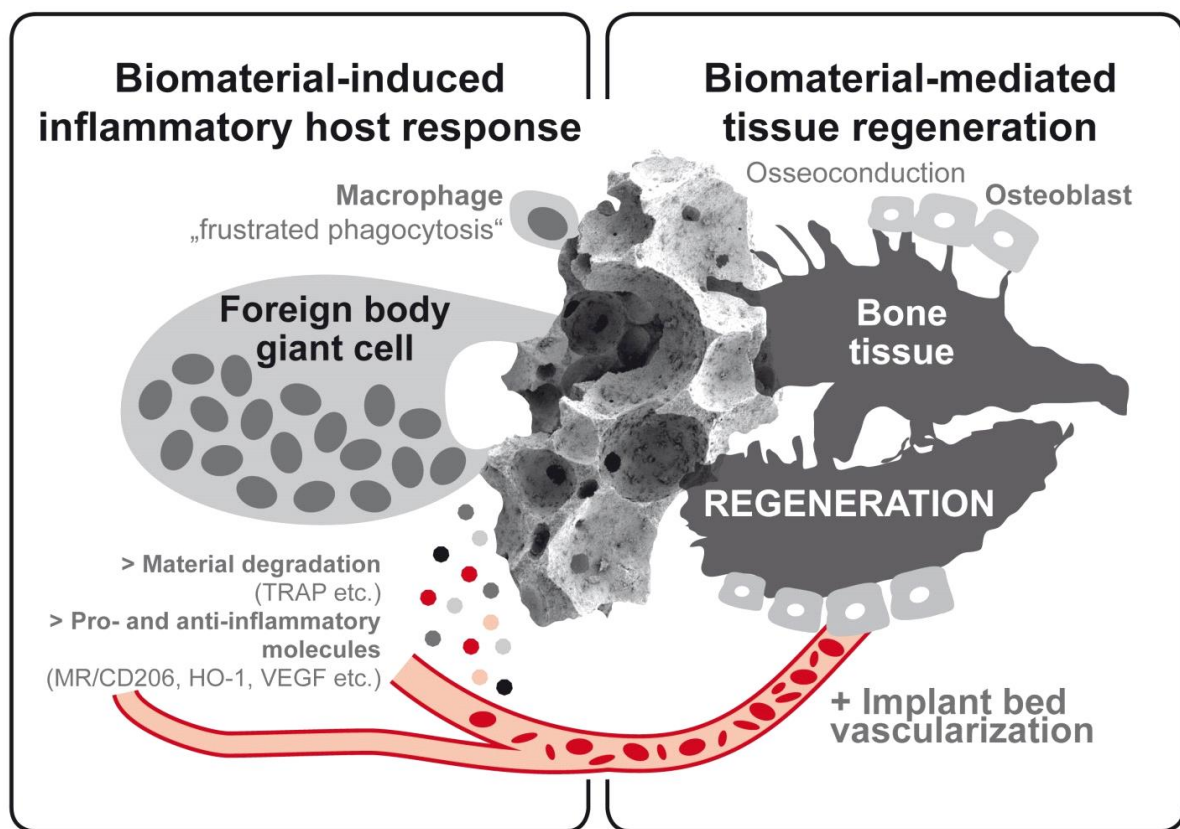 Biomaterial-induced
inflammatory host response
Macrophage
„frustrated phagocytosis“
Foreign body
giant cell
> Material degradation
(TRAP etc.)
> Pro- and anti-inflammatory
molecules
(MR/CD206, HO-1, VEGF etc.)
Biomaterial-mediated
tissue regeneration
Osseoconduction
Osteoblast
Bone
tissue
REGENERATION
+ Implant bed
vascularization